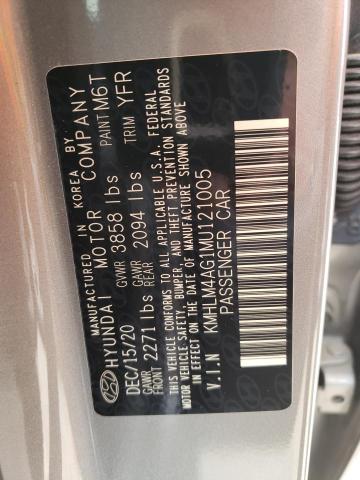 MANUFACTURED IN KOREA BY
HYUNDAI MOTOR COMPANY
DEC/15/20 GVWR 3858 lbs PAINT M6T
GAWR FRONT 2271 lbs GAWR REAR 2094 lbs TRIM YFR
THIS VEHICLE CONFORMS TO ALL APPLICABLE U.S.A. FEDERAL
MOTOR VEHICLE SAFETY, BUMPER, AND THEFT PREVENTION STANDARDS
IN EFFECT ON THE DATE OF MANUFACTURE SHOWN ABOVE
V.I.N KMHLM4AG1MU121005
PASSENGER CAR